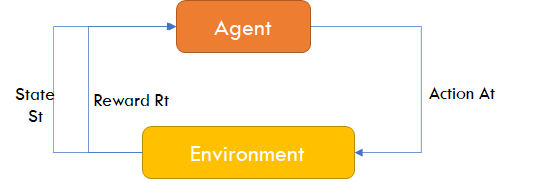 Agent
State
St
Reward Rt
Action At
Environment